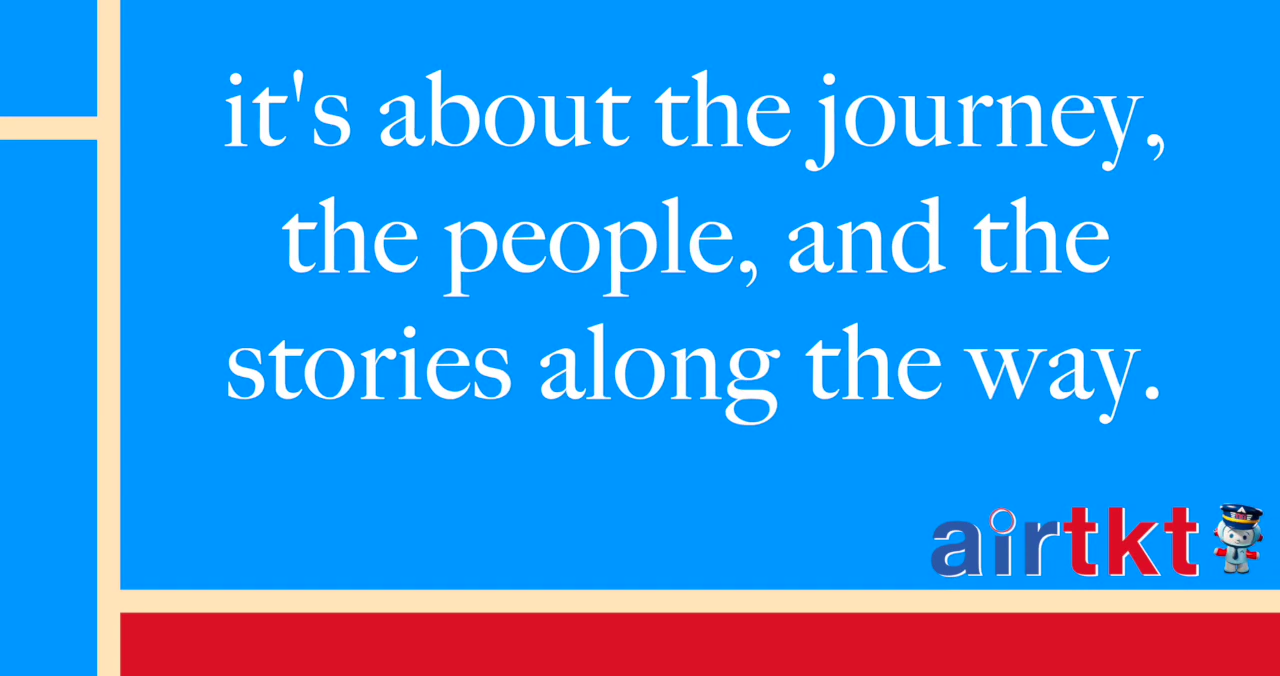 it's about the journey,
the people, and the
stories along the way.
airtkt